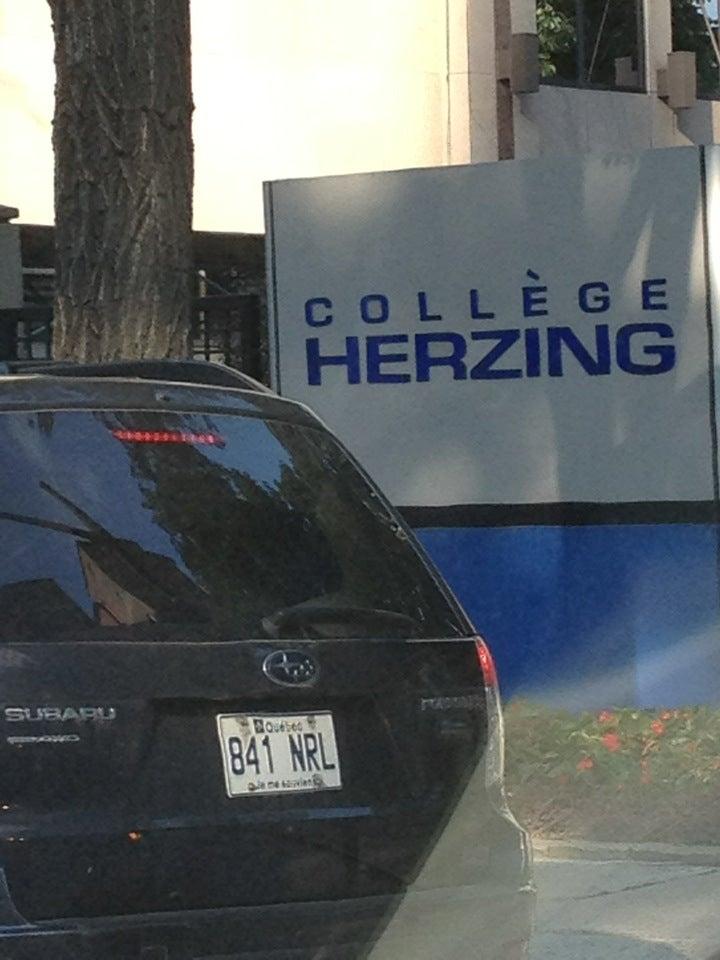 COLLÈGE
HERZING
SUBARU
Québec
841 NRL
Je me souviens